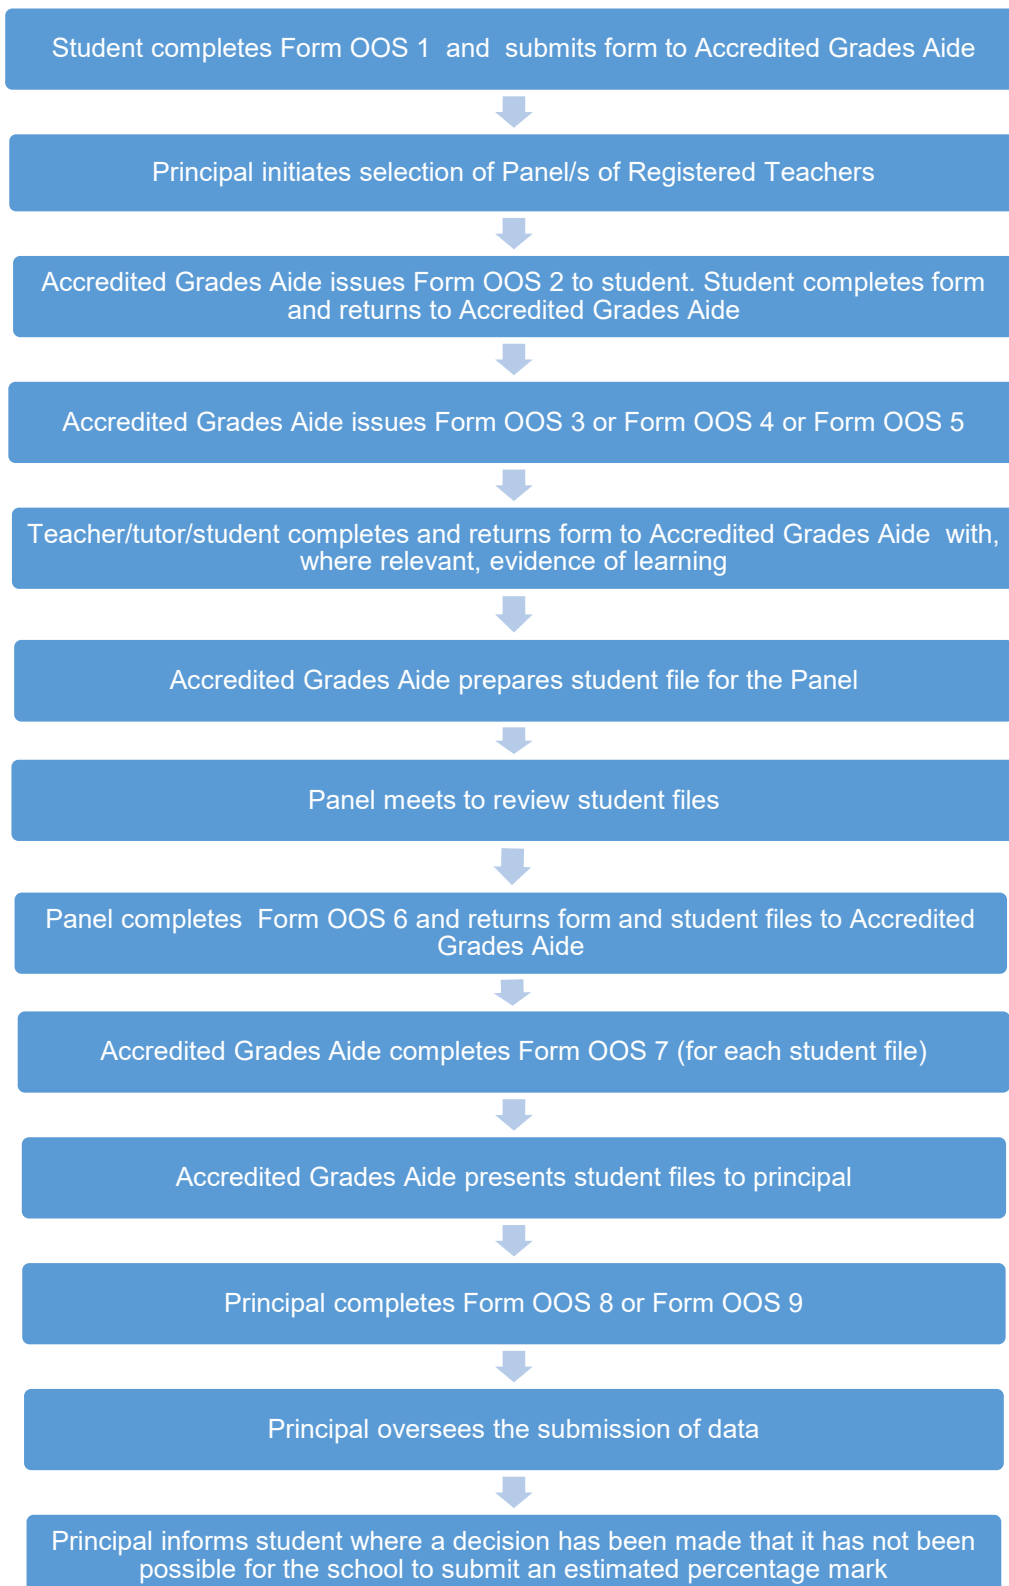 Student completes Form OOS 1 and submits form to Accredited Grades Aide
Principal initiates selection of Panel/s of Registered Teachers
Accredited Grades Aide issues Form OOS 2 to student. Student completes form
and returns to Accredited Grades Aide
Accredited Grades Aide issues Form OOS 3 or Form OOS 4 or Form OOS 5
Teacher/tutor/student completes and returns form to Accredited Grades Aide with,
where relevant, evidence of learning
Accredited Grades Aide prepares student file for the Panel
Panel meets to review student files
Panel completes Form OOS 6 and returns form and student files to Accredited
Grades Aide
Accredited Grades Aide completes Form OOS 7 (for each student file)
Accredited Grades Aide presents student files to principal
Principal completes Form OOS 8 or Form OOS 9
Principal oversees the submission of data
Principal informs student where a decision has been made that it has not been
possible for the school to submit an estimated percentage mark